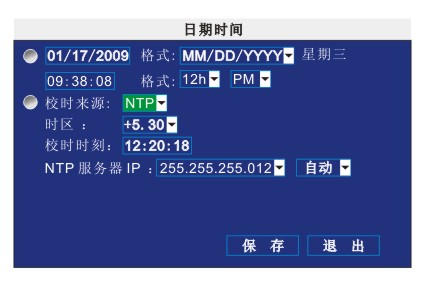 日期时间
01/17/2009 格式: MM/DD/YYYY 星期三
09:38:08 格式: 12h PM
校时来源: NTP
时区 : +5. 30
校时时刻: 12:20:18
NTP 服务器 IP : 255.255.255.012 自动
保 存 退 出